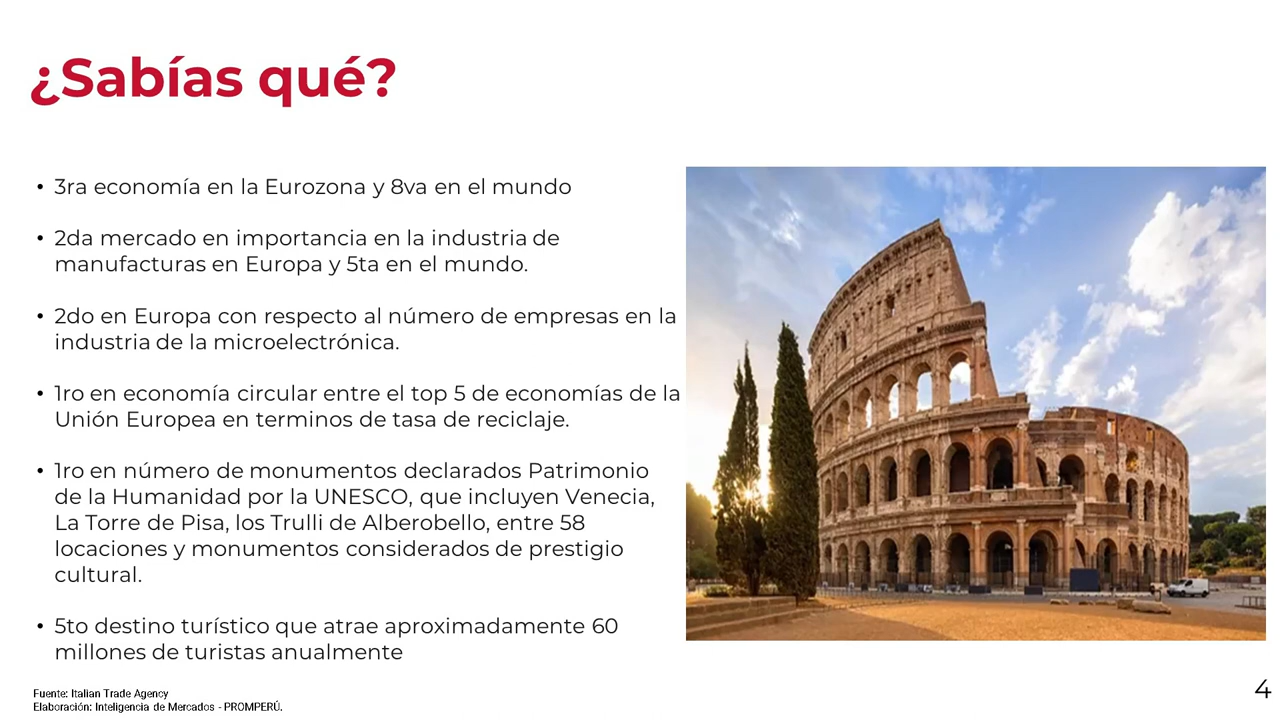 ¿Sabías qué?
• 3ra economía en la Eurozona y 8va en el mundo
• 2da mercado en importancia en la industria de
manufacturas en Europa y 5ta en el mundo.
• 2do en Europa con respecto al número de empresas en la
industria de la microelectrónica.
• 1ro en economía circular entre el top 5 de economías de la
Unión Europea en terminos de tasa de reciclaje.
• 1ro en número de monumentos declarados Patrimonio
de la Humanidad por la UNESCO, que incluyen Venecia,
La Torre de Pisa, los Trulli de Alberobello, entre 58
locaciones y monumentos considerados de prestigio
cultural.
• 5to destino turístico que atrae aproximadamente 60
millones de turistas anualmente
Fuente: Italian Trade Agency
Elaboración: Inteligencia de Mercados - PROMPERÚ.
4